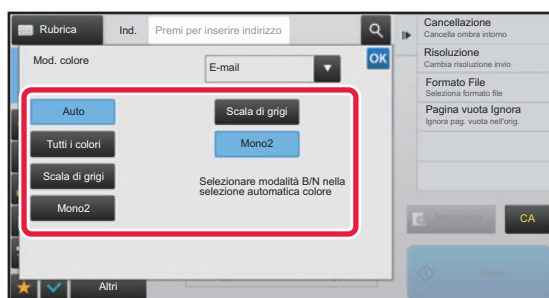 Rubrica
Ind.
Premi per inserire indirizzo
Mod. colore
E-mail
OK
Auto
Tutti i colori
Scala di grigi
Mono2
Scala di grigi
Mono2
Selezionare modalità B/N nella
selezione automatica colore
Altri
Cancellazione
Cancella ombra intorno
Risoluzione
Cambia risoluzione invio
Formato File
Seleziona formato file
Pagina vuota Ignora
Ignora pag. vuota nell'orig.
Anteprima
CA
Avvio